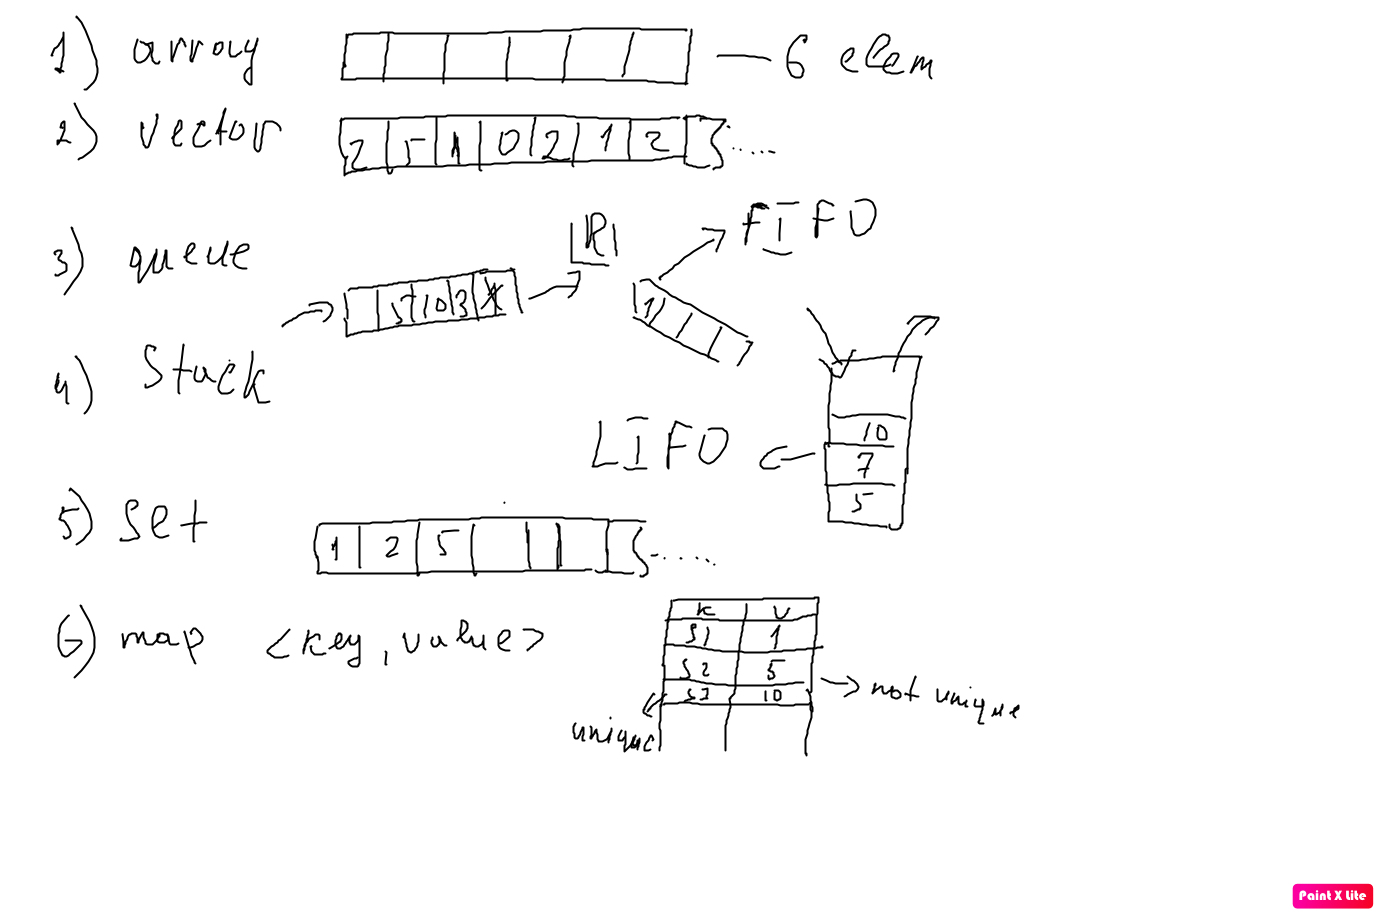 1) array 6 elem
2) vector 2 5 1 0 2 1 2 .....
3) queue R FIFO
5 10 3 1
4) stack
LIFO 10
7
5
5) set 1 2 5 .....
6) map <key, value>
K V
S1 1
S2 5
S3 10
not unique
unique
Paint X Lite